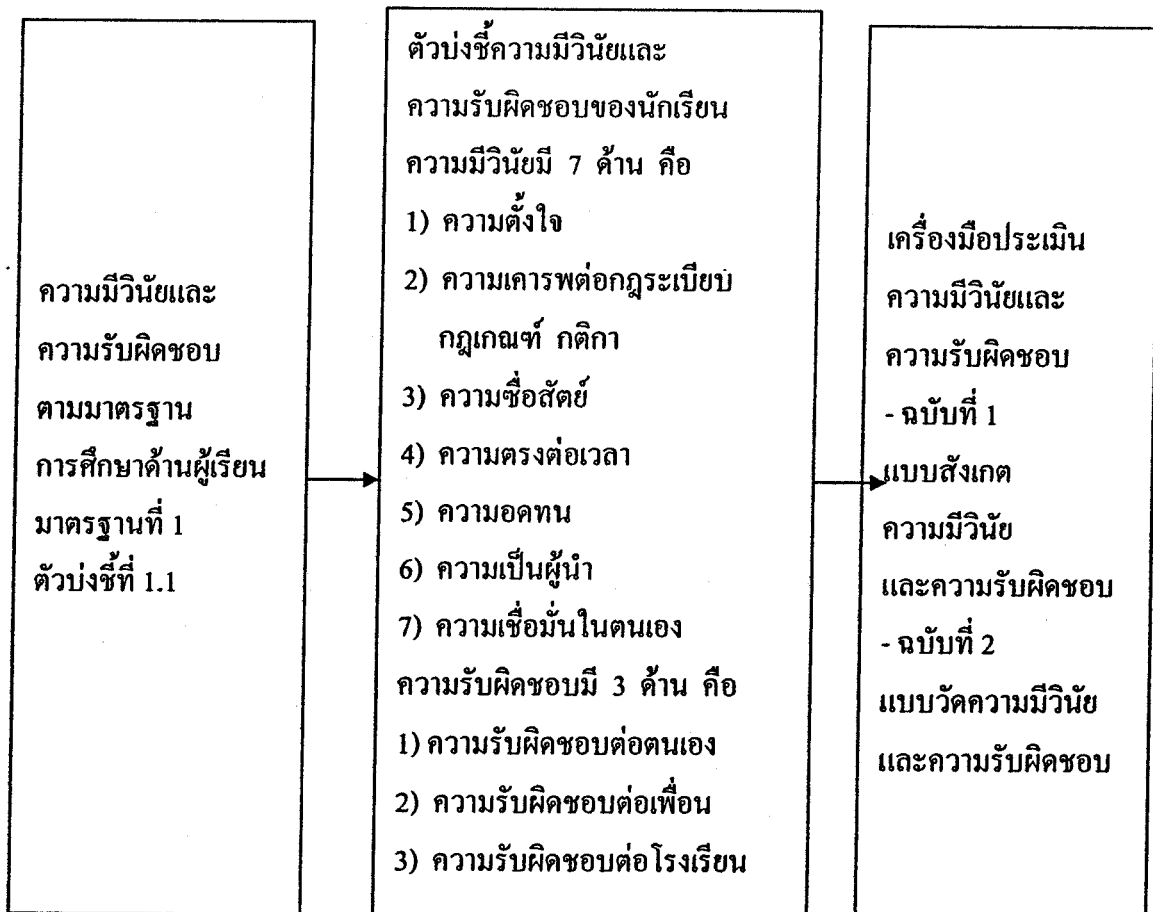 ความมีวินัยและ
ความรับผิดชอบ
ตามมาตรฐาน
การศึกษาด้านผู้เรียน
มาตรฐานที่ 1
ตัวบ่งชี้ที่ 1.1
ตัวบ่งชี้ความมีวินัยและ
ความรับผิดชอบของนักเรียน
ความมีวินัยมี 7 ด้าน คือ
1) ความตั้งใจ
2) ความเคารพต่อกฎระเบียบ
กฎเกณฑ์ กติกา
3) ความซื่อสัตย์
4) ความตรงต่อเวลา
5) ความอดทน
6) ความเป็นผู้นำ
7) ความเชื่อมั่นในตนเอง
ความรับผิดชอบมี 3 ด้าน คือ
1) ความรับผิดชอบต่อตนเอง
2) ความรับผิดชอบต่อเพื่อน
3) ความรับผิดชอบต่อโรงเรียน
เครื่องมือประเมิน
ความมีวินัยและ
ความรับผิดชอบ
- ฉบับที่ 1
แบบสังเกต
ความมีวินัย
และความรับผิดชอบ
- ฉบับที่ 2
แบบวัดความมีวินัย
และความรับผิดชอบ